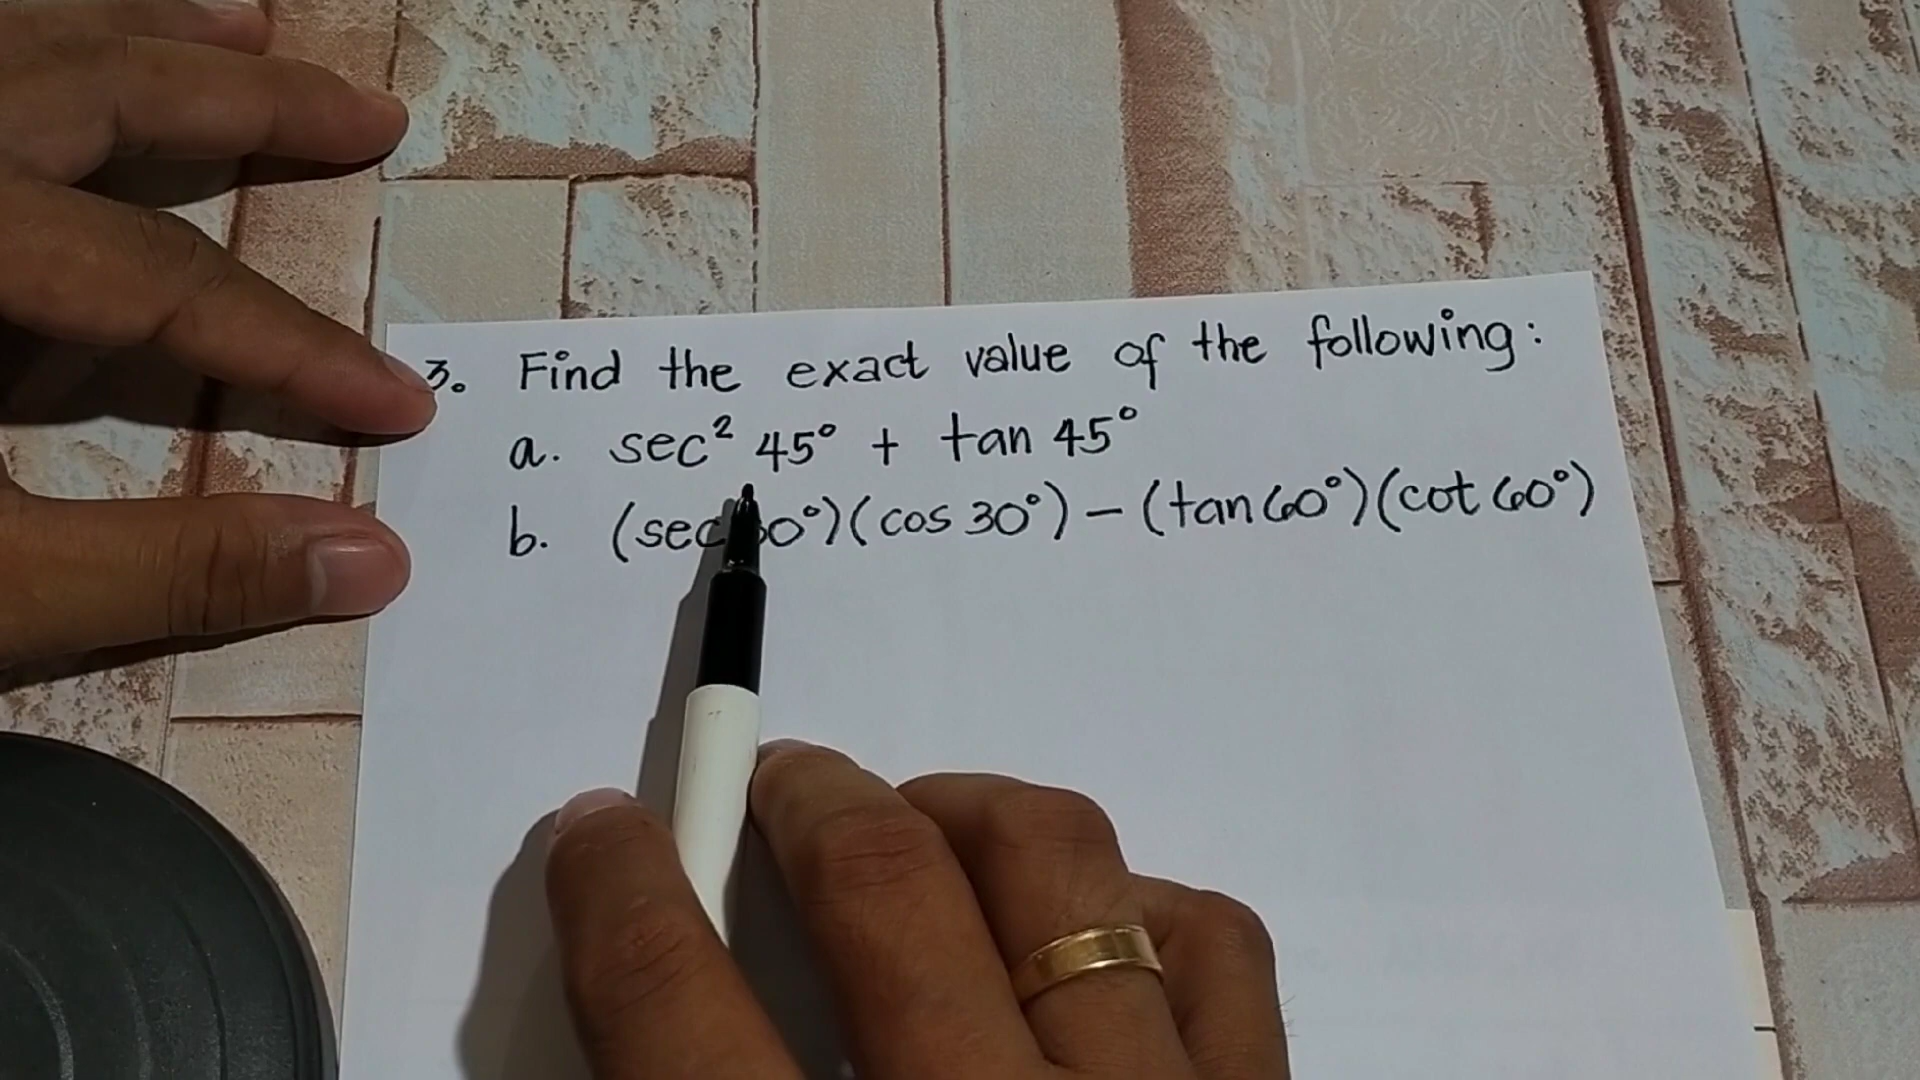 3. Find the exact value of the following:
a. sec² 45° + tan 45°
b. (sec 0°)(cos 30°) - (tan 60°)(cot 60°)